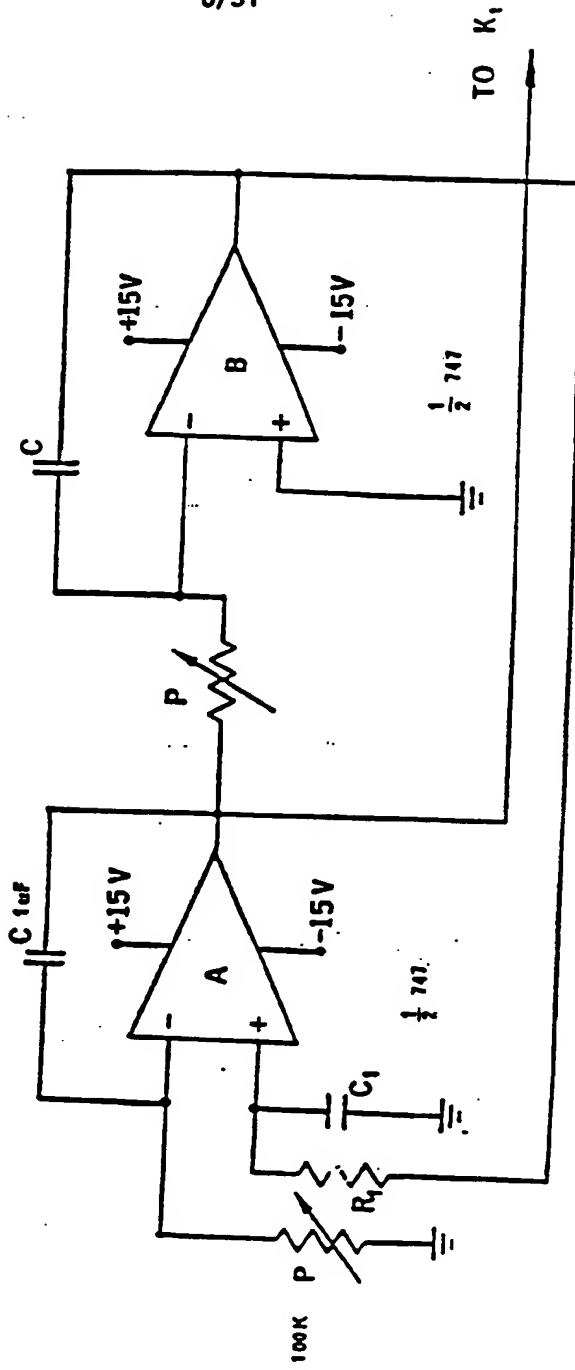 TO K₁
C
+15V
-
B
+
-15V
½ 747
P
C 1uF
+15V
-
A
+
-15V
½ 747.
C₁
R₁
P
100K